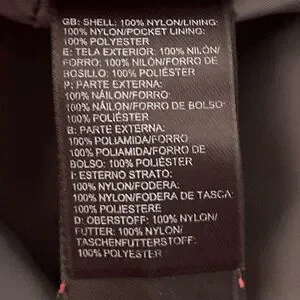 GB: SHELL: 100% NYLON/LINING:
100% NYLON/POCKET LINING:
100% POLYESTER
E: TELA EXTERIOR: 100% NILÓN/
FORRO: 100% NILÓN/FORRO DE
BOLSILLO: 100% POLIÉSTER
P: PARTE EXTERNA:
100% NÁILON/FORRO:
100% NÁILON/FORRO DE BOLSO:
100% POLIÉSTER
B: PARTE EXTERNA:
100% POLIAMIDA/FORRO
100% POLIAMIDA/FORRO DE
BOLSO: 100% POLIÉSTER
I: ESTERNO STRATO:
100% NYLON/FODERA:
100% NYLON/FODERA DE TASCA:
100% POLIESTERE
D: OBERSTOFF: 100% NYLON/
FUTTER: 100% NYLON/
TASCHENFUTTERSTOFF:
100% POLYESTER